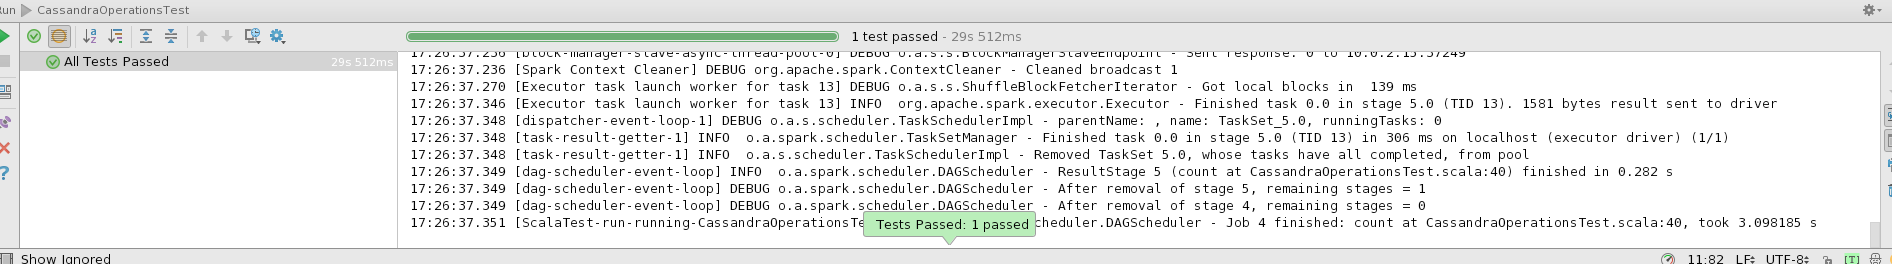 Run CassandraOperationsTest
1 test passed - 29s 512ms
All Tests Passed 29s 512ms
17:26:37.236 [block-manager-slave-async-thread-pool-0] DEBUG o.a.s.s.BlockManagerSlaveEndpoint - Sent response: 0 to 10.0.2.15:37249
17:26:37.236 [Spark Context Cleaner] DEBUG org.apache.spark.ContextCleaner - Cleaned broadcast 1
17:26:37.270 [Executor task launch worker for task 13] DEBUG o.a.s.s.ShuffleBlockFetcherIterator - Got local blocks in  139 ms
17:26:37.346 [Executor task launch worker for task 13] INFO  org.apache.spark.executor.Executor - Finished task 0.0 in stage 5.0 (TID 13). 1581 bytes result sent to driver
17:26:37.348 [dispatcher-event-loop-1] DEBUG o.a.s.scheduler.TaskSchedulerImpl - parentName: , name: TaskSet_5.0, runningTasks: 0
17:26:37.348 [task-result-getter-1] INFO  o.a.spark.scheduler.TaskSetManager - Finished task 0.0 in stage 5.0 (TID 13) in 306 ms on localhost (executor driver) (1/1)
17:26:37.348 [task-result-getter-1] INFO  o.a.s.scheduler.TaskSchedulerImpl - Removed TaskSet 5.0, whose tasks have all completed, from pool
17:26:37.349 [dag-scheduler-event-loop] INFO  o.a.spark.scheduler.DAGScheduler - ResultStage 5 (count at CassandraOperationsTest.scala:40) finished in 0.282 s
17:26:37.349 [dag-scheduler-event-loop] DEBUG o.a.spark.scheduler.DAGScheduler - After removal of stage 5, remaining stages = 1
17:26:37.349 [dag-scheduler-event-loop] DEBUG o.a.spark.scheduler.DAGScheduler - After removal of stage 4, remaining stages = 0
17:26:37.351 [ScalaTest-run-running-CassandraOperationsTe cheduler.DAGScheduler - Job 4 finished: count at CassandraOperationsTest.scala:40, took 3.098185 s
Tests Passed: 1 passed
Show Ignored 11:82 LF UTF-8 [T]